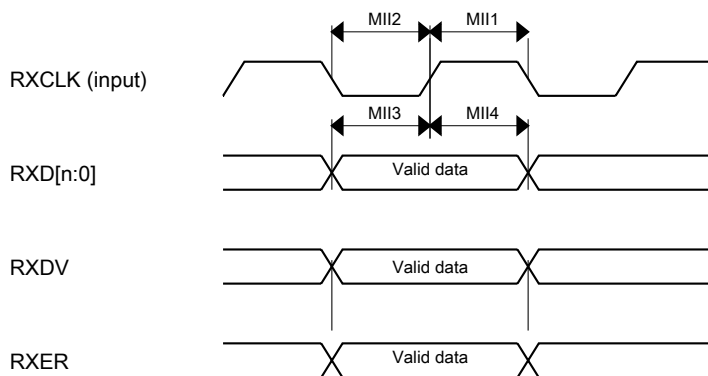 MII2 MII1
RXCLK (input)
MII3 MII4
RXD[n:0] Valid data
RXDV Valid data
RXER Valid data